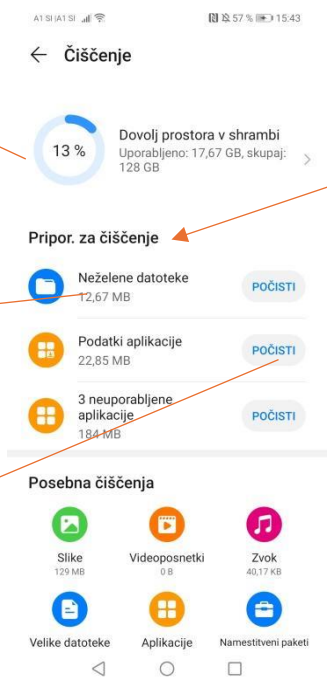 A1 SI |A1 SI 57 % 15:43
Čiščenje
13 %
Dovolj prostora v shrambi
Uporabljeno: 17,67 GB, skupaj:
128 GB
Pripor. za čiščenje
Neželene datoteke
12,67 MB
POČISTI
Podatki aplikacije
22,85 MB
POČISTI
3 neuporabljene
aplikacije
184 MB
POČISTI
Posebna čiščenja
Slike
129 MB
Videoposnetki
0 B
Zvok
40,17 KB
Velike datoteke
Aplikacije
Namestitveni paketi